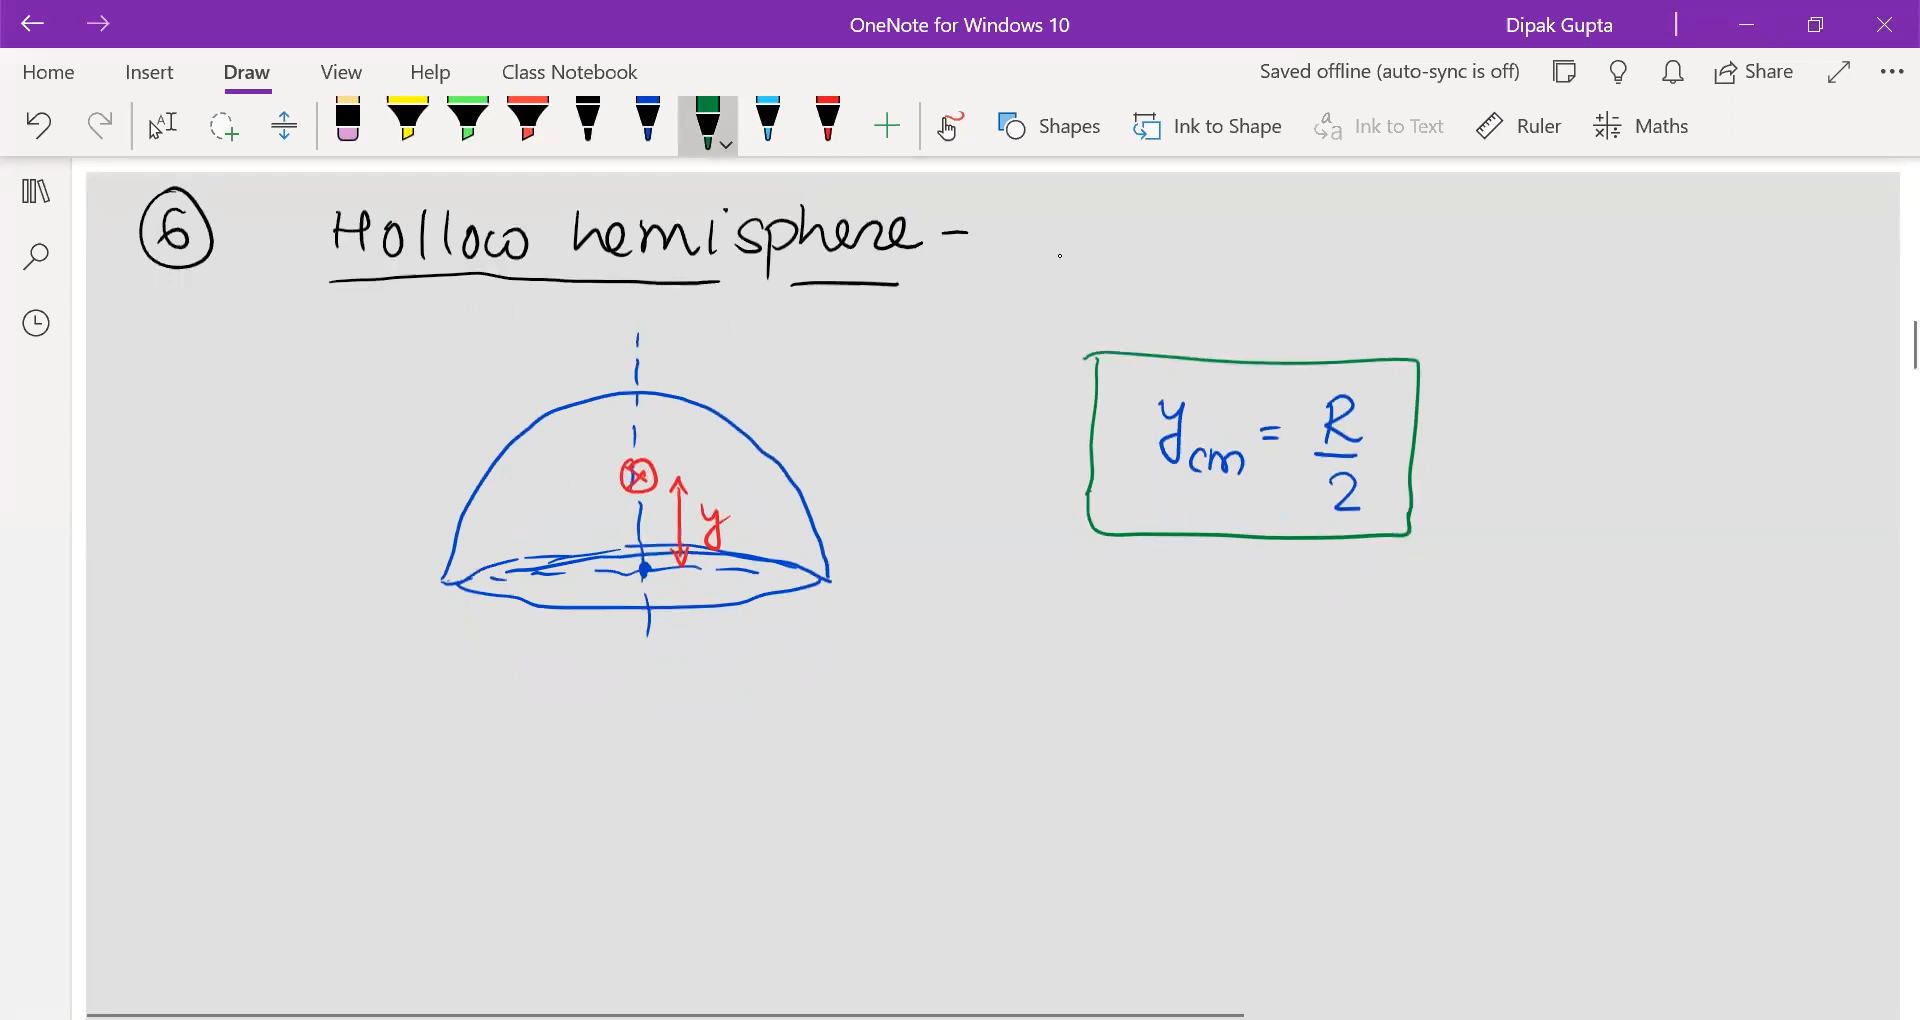 OneNote for Windows 10
Dipak Gupta
Home Insert Draw View Help Class Notebook
Saved offline (auto-sync is off) Share
Shapes Ink to Shape Ink to Text Ruler Maths
6 Hollow hemisphere -
y_cm = R/2
y